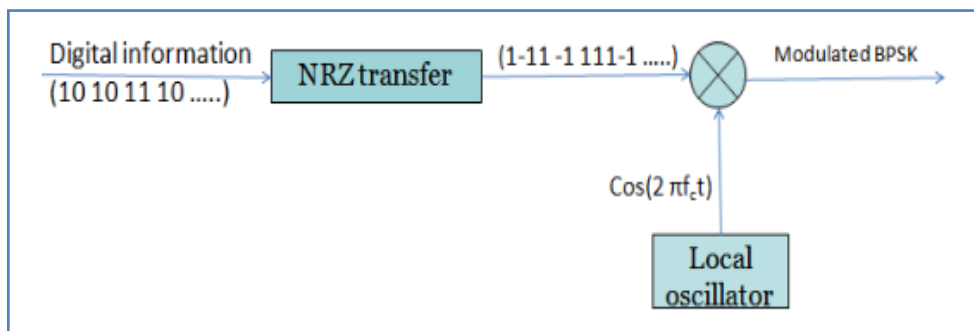 Digital information
(10 10 11 10 .....)
NRZ transfer
(1-11 -1 111-1 .....)
Modulated BPSK
Cos(2 πf꜀t)
Local
oscillator